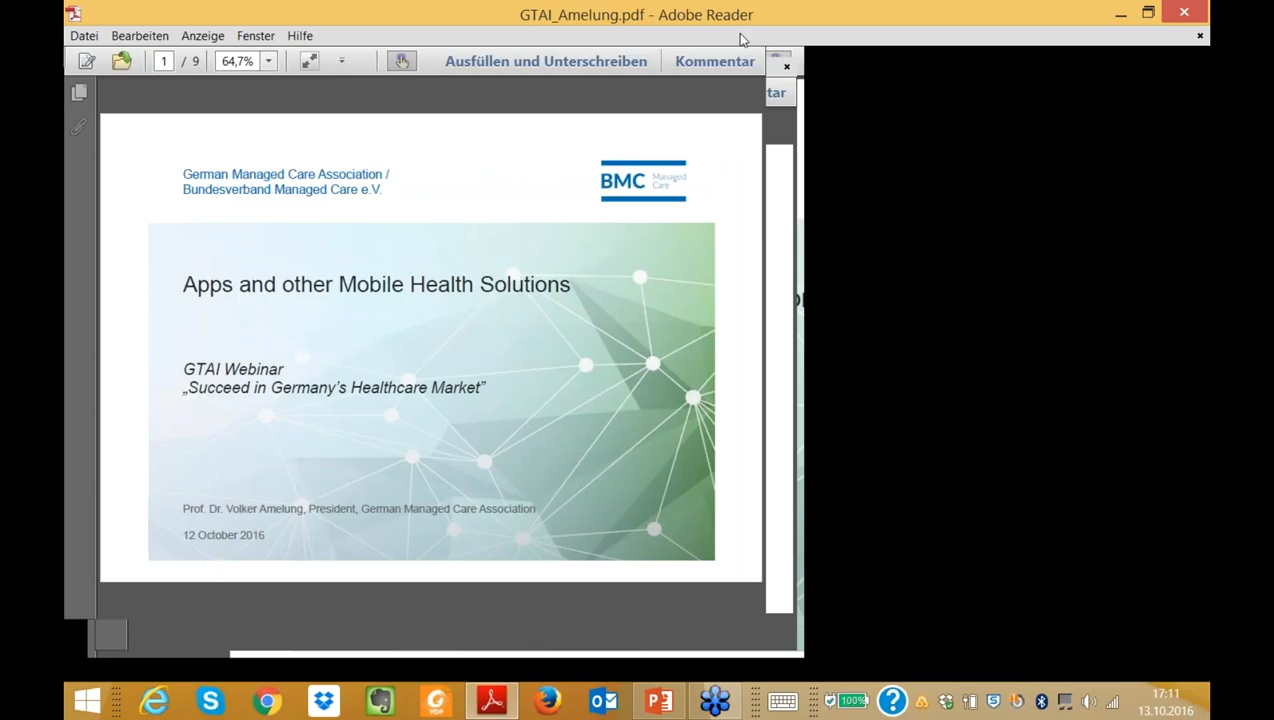 GTAI_Amelung.pdf - Adobe Reader
Datei Bearbeiten Anzeige Fenster Hilfe
1 / 9 64,7% Ausfüllen und Unterschreiben Kommentar
tar
German Managed Care Association /
Bundesverband Managed Care e.V.
BMC Managed
Care
Apps and other Mobile Health Solutions
GTAI Webinar
„Succeed in Germany's Healthcare Market”
Prof. Dr. Volker Amelung, President, German Managed Care Association
12 October 2016
100%
17:11
13.10.2016